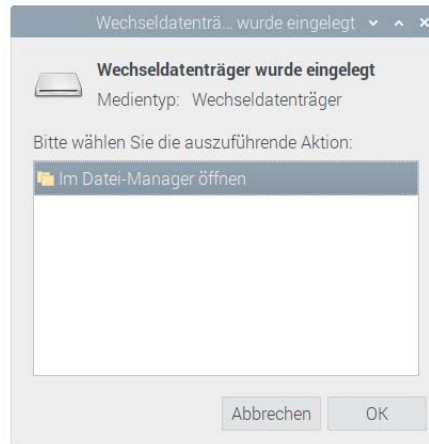 Wechseldatenträ... wurde eingelegt
Wechseldatenträger wurde eingelegt
Medientyp: Wechseldatenträger
Bitte wählen Sie die auszuführende Aktion:
Im Datei-Manager öffnen
Abbrechen OK